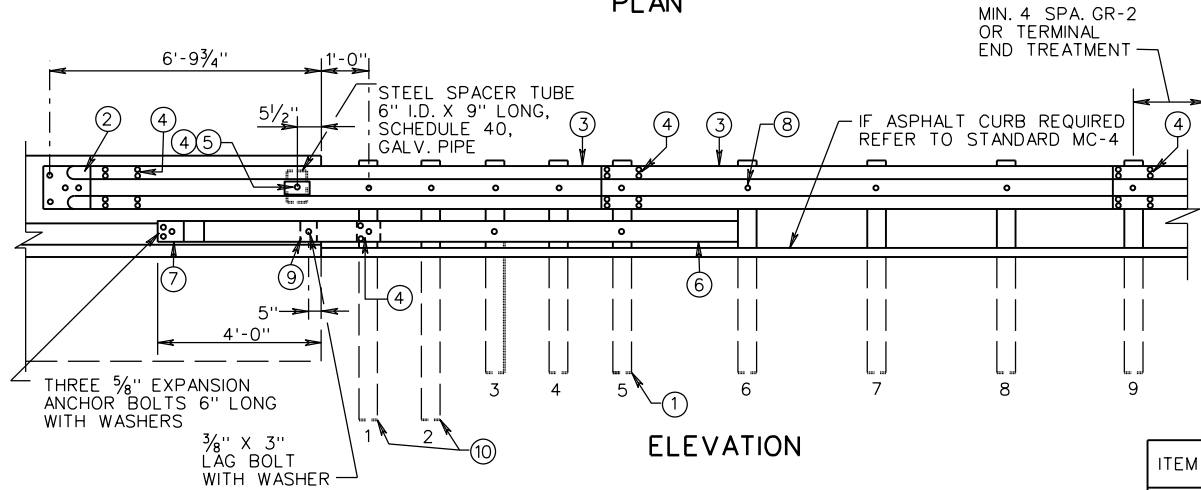 PLAN
MIN. 4 SPA. GR-2
OR TERMINAL
END TREATMENT
6'-9¾"
1'-0"
STEEL SPACER TUBE
6" I.D. X 9" LONG,
SCHEDULE 40,
GALV. PIPE
5½"
2
4
4 5
3
4
3
8
IF ASPHALT CURB REQUIRED
REFER TO STANDARD MC-4
4
7
9
4
6
5"
4'-0"
THREE ⅝" EXPANSION
ANCHOR BOLTS 6" LONG
WITH WASHERS
3
4
5
1
6
7
8
9
1
2
10
⅜" X 3"
LAG BOLT
WITH WASHER
ELEVATION
ITEM